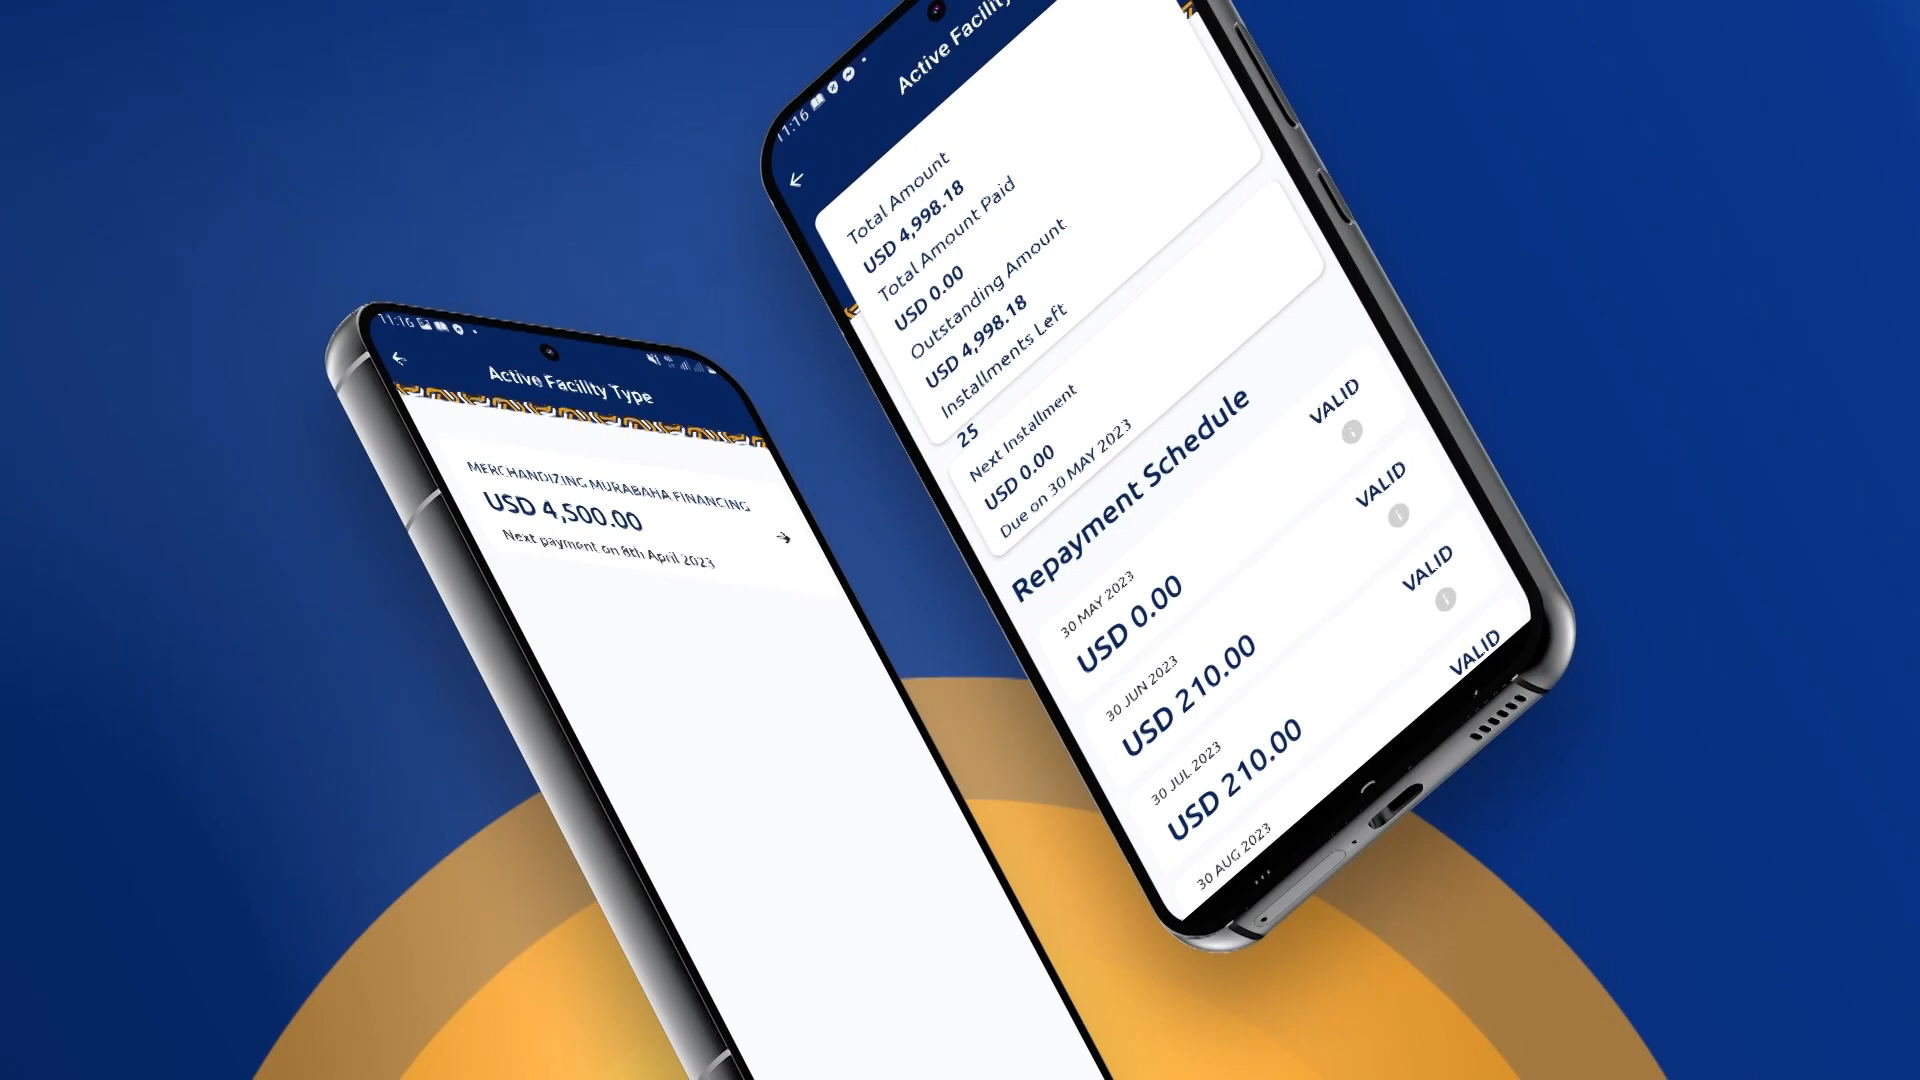 11:16
Active Facility Type
MERCHANDIZING MURABAHA FINANCING
USD 4,500.00
Next payment on 8th April 2023
11:16
Active Facility
Total Amount
USD 4,998.18
Total Amount Paid
USD 0.00
Outstanding Amount
USD 4,998.18
Installments Left
25
Next Installment
USD 0.00
Due on 30 MAY 2023
Repayment Schedule
30 MAY 2023
USD 0.00
VALID
30 JUN 2023
USD 210.00
VALID
30 JUL 2023
USD 210.00
VALID
30 AUG 2023
VALID